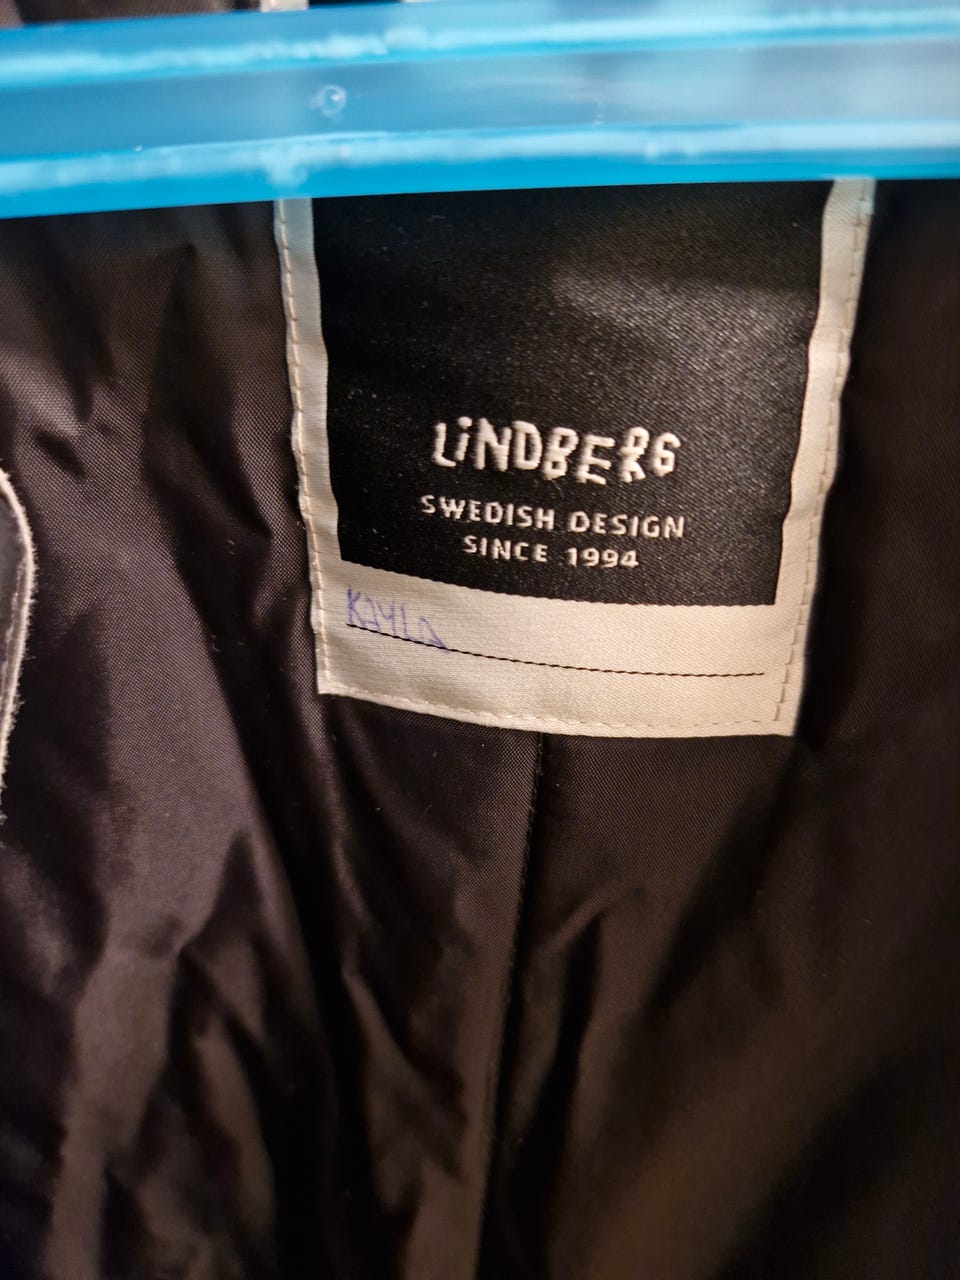 LiNDBERG
SWEDISH DESIGN
SINCE 1994
KAYLA